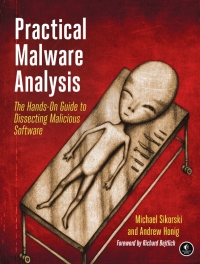 Practical
Malware
Analysis
The Hands-On Guide to
Dissecting Malicious
Software
Michael Sikorski
and Andrew Honig
Foreword by Richard Bejtlich